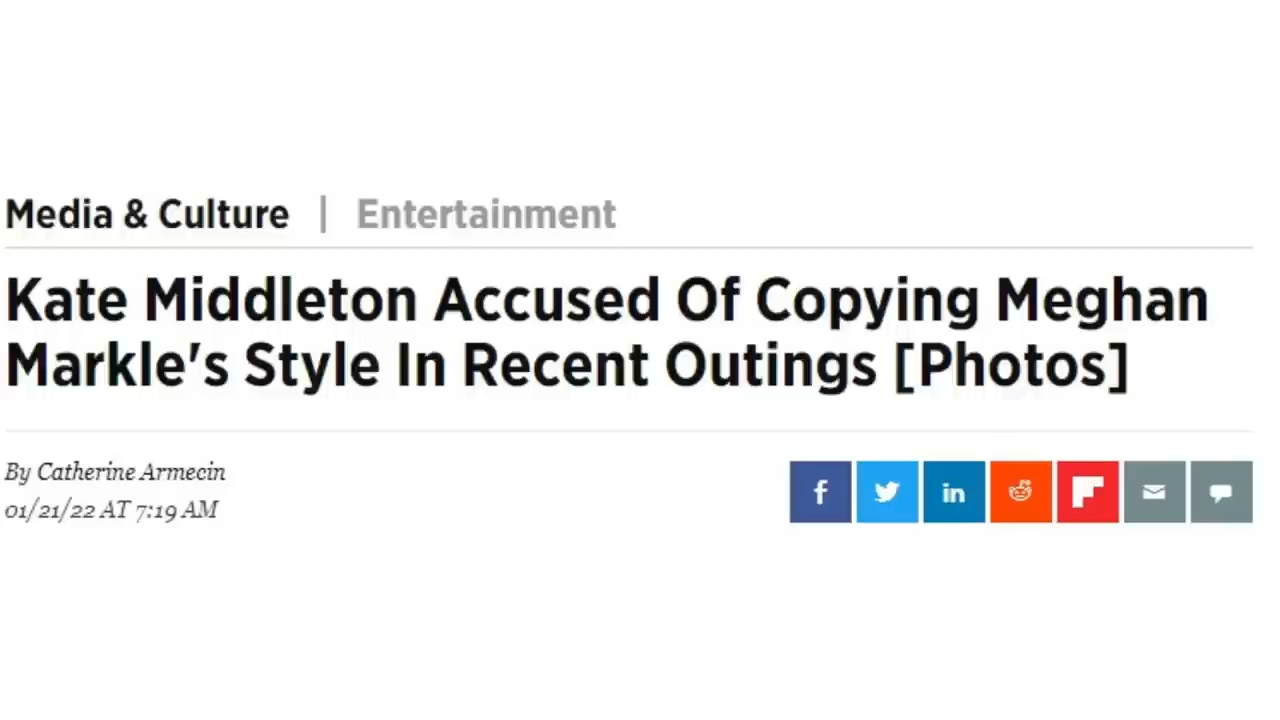 Media & Culture | Entertainment
Kate Middleton Accused Of Copying Meghan
Markle's Style In Recent Outings [Photos]
By Catherine Armecin
01/21/22 AT 7:19 AM
f in